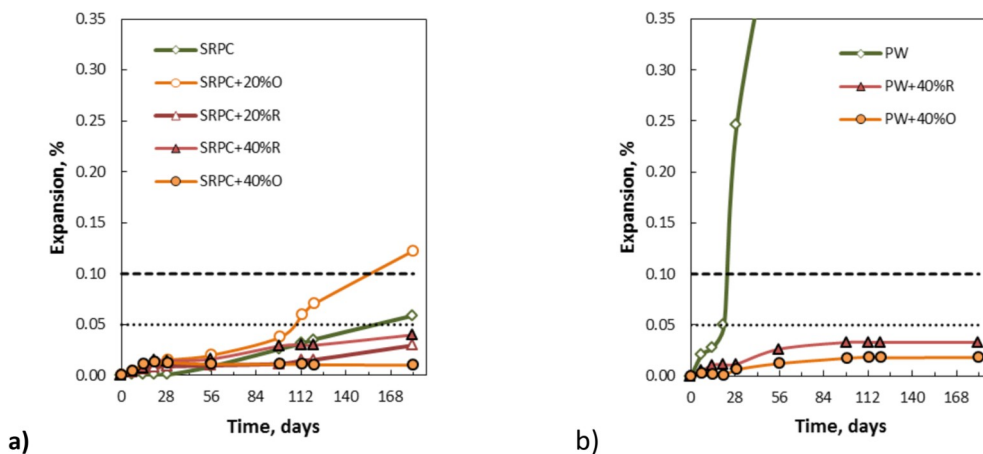 0.35
0.30
0.25
0.20
0.15
0.10
0.05
0.00
Expansion, %
SRPC
SRPC+20%O
SRPC+20%R
SRPC+40%R
SRPC+40%O
0 28 56 84 112 140 168
Time, days
a)
0.35
0.30
0.25
0.20
0.15
0.10
0.05
0.00
Expansion, %
PW
PW+40%R
PW+40%O
0 28 56 84 112 140 168
Time, days
b)